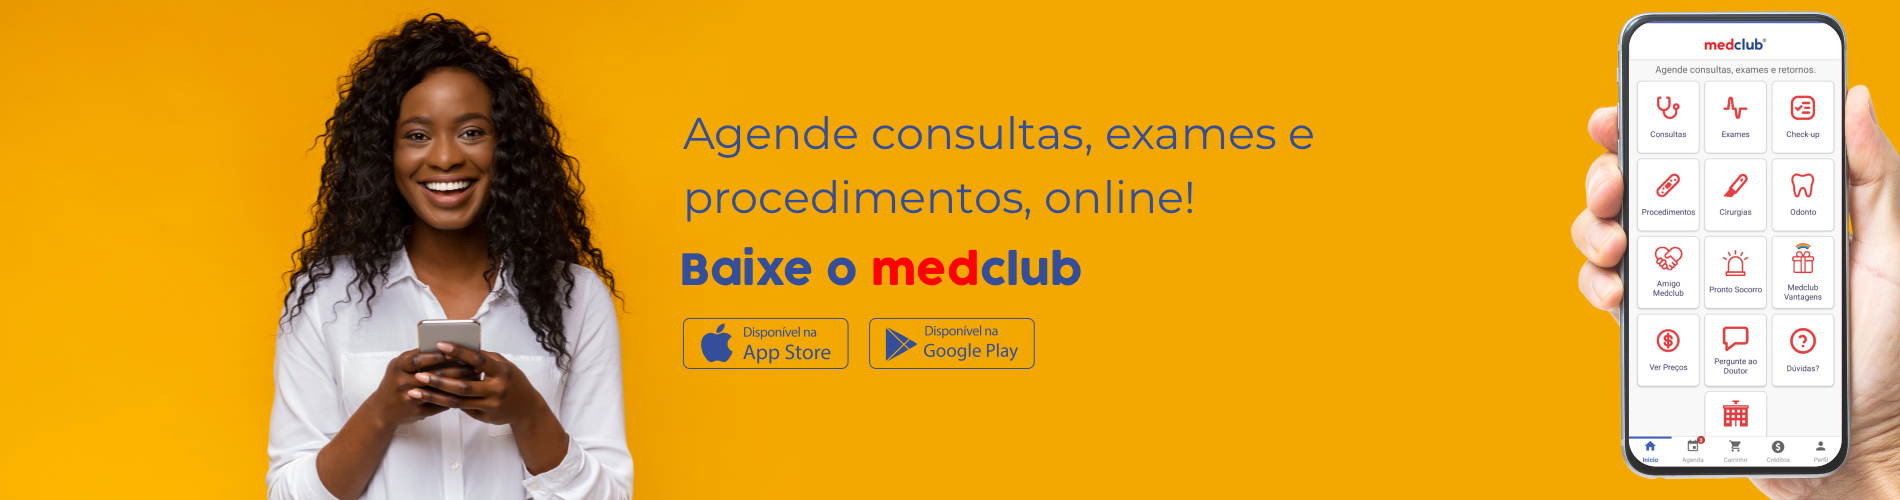 Agende consultas, exames e
procedimentos, online!
Baixe o medclub
Disponível na
App Store
Disponível na
Google Play
medclub®
Agende consultas, exames e retornos.
Consultas
Exames
Check-up
Procedimentos
Cirurgias
Odonto
Amigo
Medclub
Pronto Socorro
Medclub
Vantagens
Ver Preços
Pergunte ao
Doutor
Dúvidas?
3
Início
Agenda
Carrinho
Créditos
Perfil